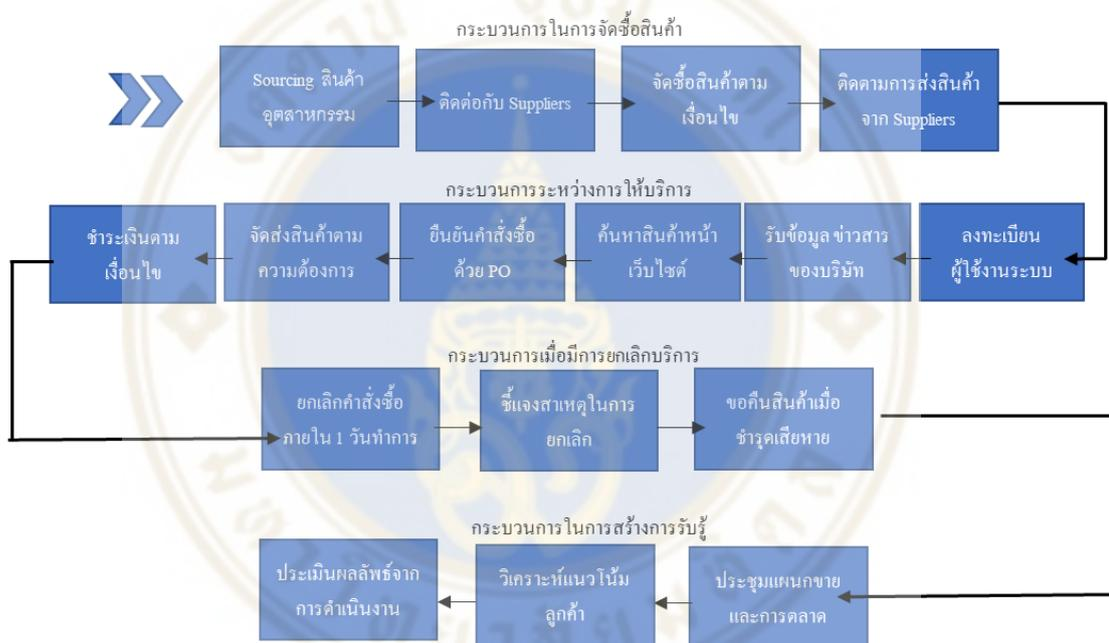 กระบวนการในการจัดซื้อสินค้า
Sourcing สินค้า
อุตสาหกรรม
ติดต่อกับ Suppliers
จัดซื้อสินค้าตาม
เงื่อนไข
ติดตามการส่งสินค้า
จาก Suppliers
กระบวนการระหว่างการให้บริการ
ลงทะเบียน
ผู้ใช้งานระบบ
รับข้อมูล ข่าวสาร
ของบริษัท
ค้นหาสินค้าหน้า
เว็บไซต์
ยืนยันคำสั่งซื้อ
ด้วย PO
จัดส่งสินค้าตาม
ความต้องการ
ชำระเงินตาม
เงื่อนไข
กระบวนการเมื่อมีการยกเลิกบริการ
ยกเลิกคำสั่งซื้อ
ภายใน 1 วันทำการ
ชี้แจงสาเหตุในการ
ยกเลิก
ขอคืนสินค้าเมื่อ
ชำรุดเสียหาย
กระบวนการในการสร้างการรับรู้
ประชุมแผนกขาย
และการตลาด
วิเคราะห์แนวโน้ม
ลูกค้า
ประเมินผลลัพธ์จาก
การดำเนินงาน